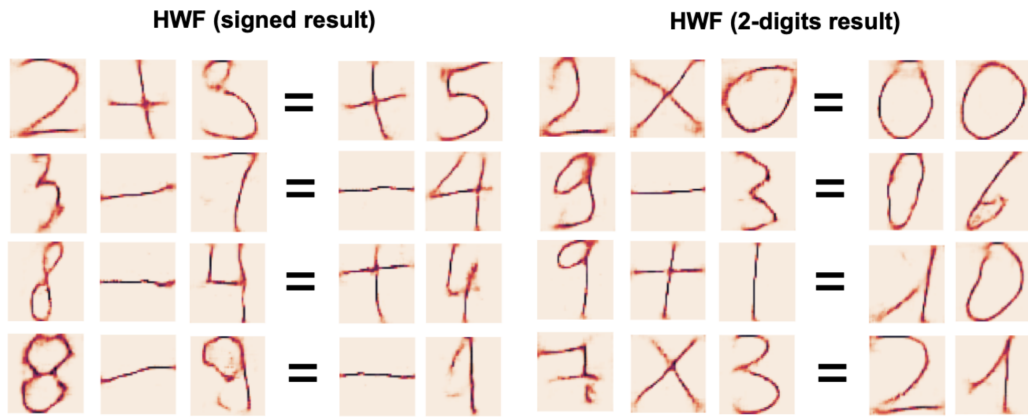 HWF (signed result)
2 + 3 = + 5
3 - 7 = - 4
8 - 4 = + 4
8 - 9 = - 1
HWF (2-digits result)
2 × 0 = 0 0
9 - 3 = 0 6
9 + 1 = 1 0
7 × 3 = 2 1